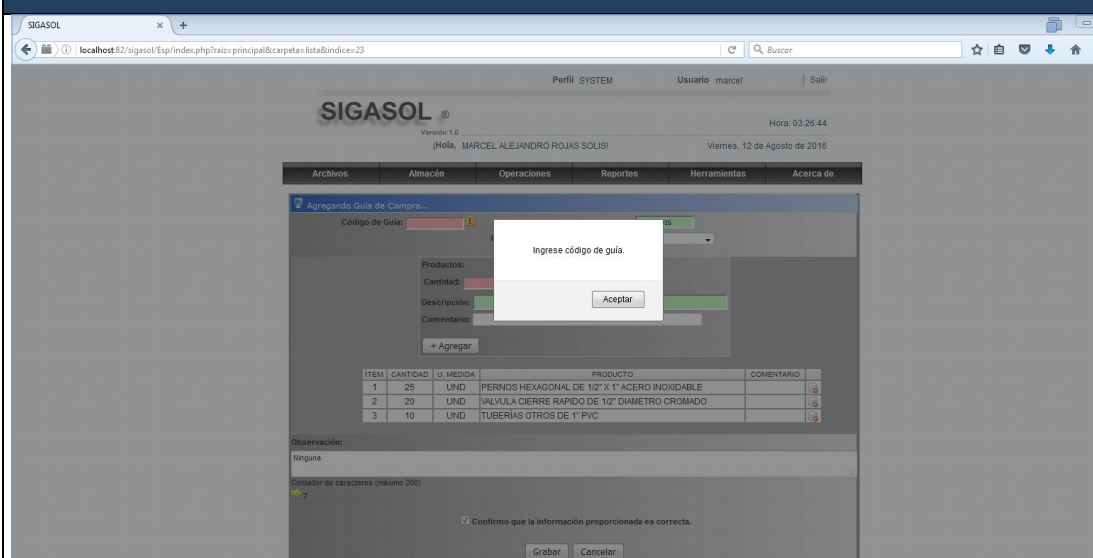 SIGASOL
localhost:82/sigasol/Esp/index.php?raiz=principal&carpeta=lista&indice=23
Buscar
Perfil SYSTEM Usuario marcel | Salir
SIGASOL ®
Versión 1.0
Hora: 03:26:44
¡Hola, MARCEL ALEJANDRO ROJAS SOLIS! Viernes, 12 de Agosto de 2016
Archivos Almacén Operaciones Reportes Herramientas Acerca de
Agregando Guía de Compra...
Código de Guía: 16
Ingrese código de guía.
Aceptar
Productos:
Cantidad:
Descripción:
Comentario:
+ Agregar
ÍTEM CANTIDAD U. MEDIDA PRODUCTO COMENTARIO
1 25 UND PERNOS HEXAGONAL DE 1/2" X 1" ACERO INOXIDABLE
2 20 UND VALVULA CIERRE RAPIDO DE 1/2" DIAMETRO CROMADO
3 10 UND TUBERÍAS OTROS DE 1" PVC
Observación:
Ninguna
Contador de caracteres (máximo 200)
7
Confirmo que la información proporcionada es correcta.
Grabar Cancelar